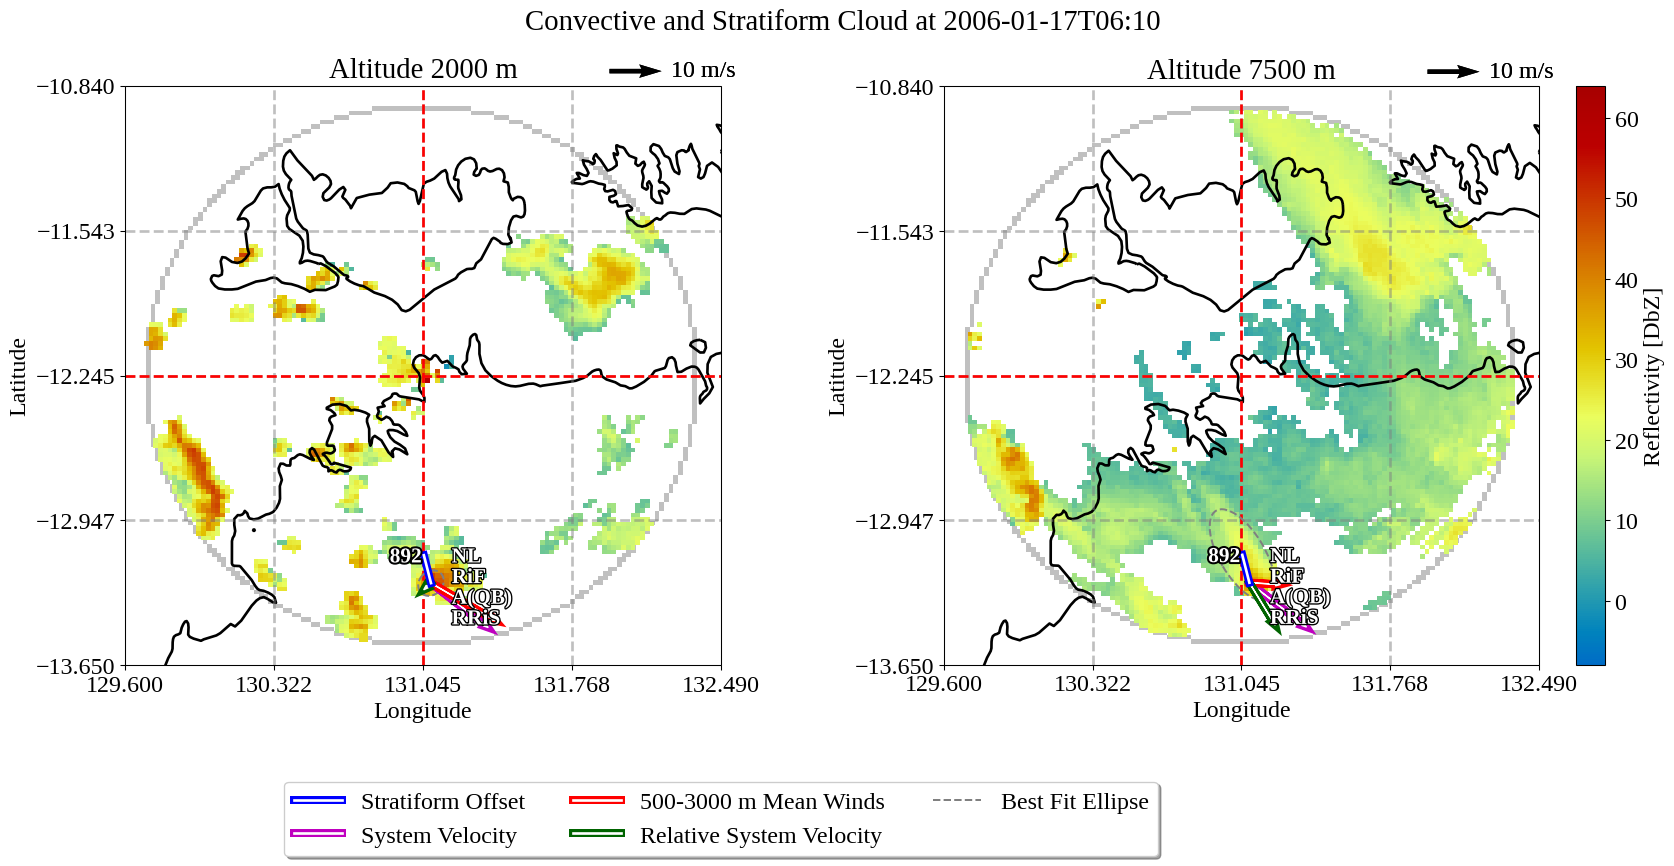 Convective and Stratiform Cloud at 2006-01-17T06:10
Altitude 2000 m
10 m/s
Altitude 7500 m
10 m/s
−10.840
−11.543
−12.245
−12.947
−13.650
129.600
130.322
131.045
131.768
132.490
Longitude
Latitude
892
NL
RiF
A(QB)
RRiS
−10.840
−11.543
−12.245
−12.947
−13.650
129.600
130.322
131.045
131.768
132.490
Longitude
Latitude
892
NL
RiF
A(QB)
RRiS
60
50
40
30
20
10
0
Reflectivity [DbZ]
Stratiform Offset
System Velocity
500-3000 m Mean Winds
Relative System Velocity
Best Fit Ellipse